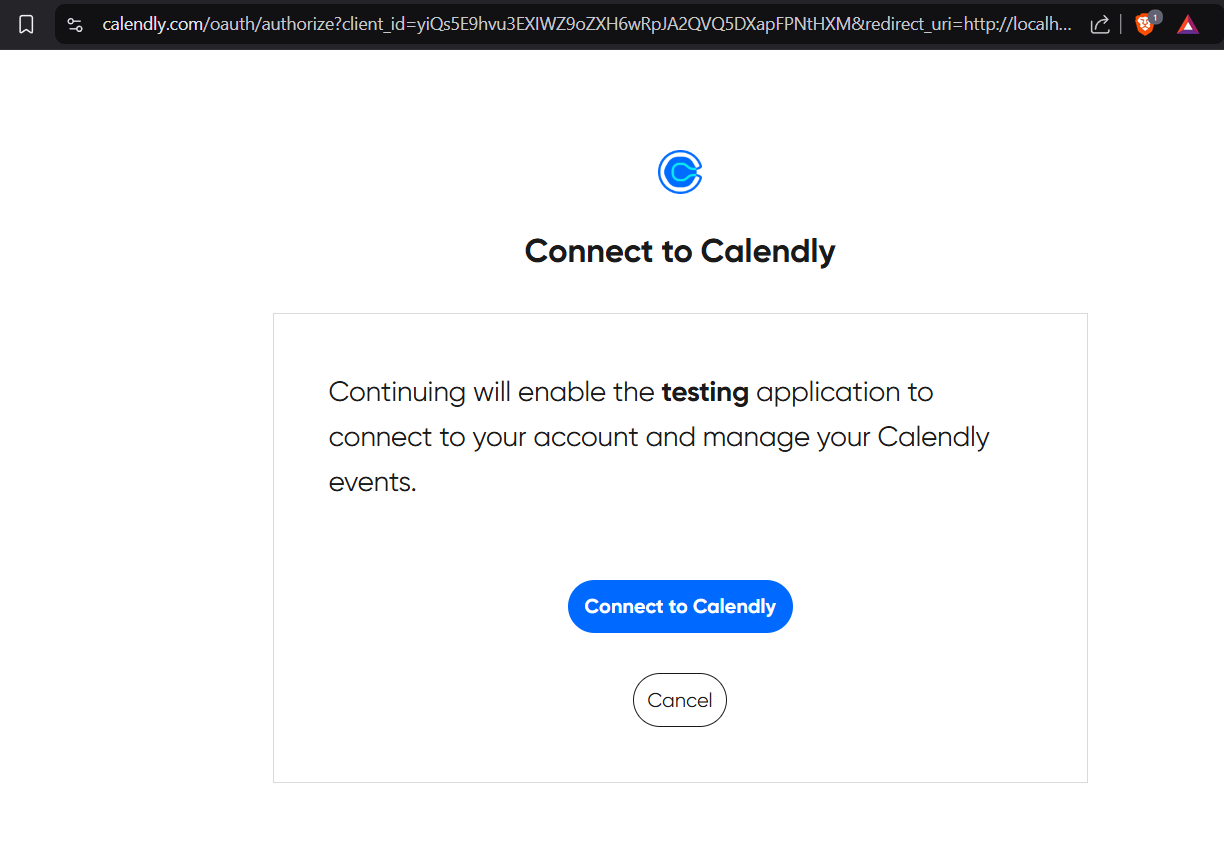 calendly.com/oauth/authorize?client_id=yiQs5E9hvu3EXIWZ9oZXH6wRpJA2QVQ5DXapFPNtHXM&redirect_uri=http://localh...
1
Connect to Calendly
Continuing will enable the testing application to
connect to your account and manage your Calendly
events.
Connect to Calendly
Cancel